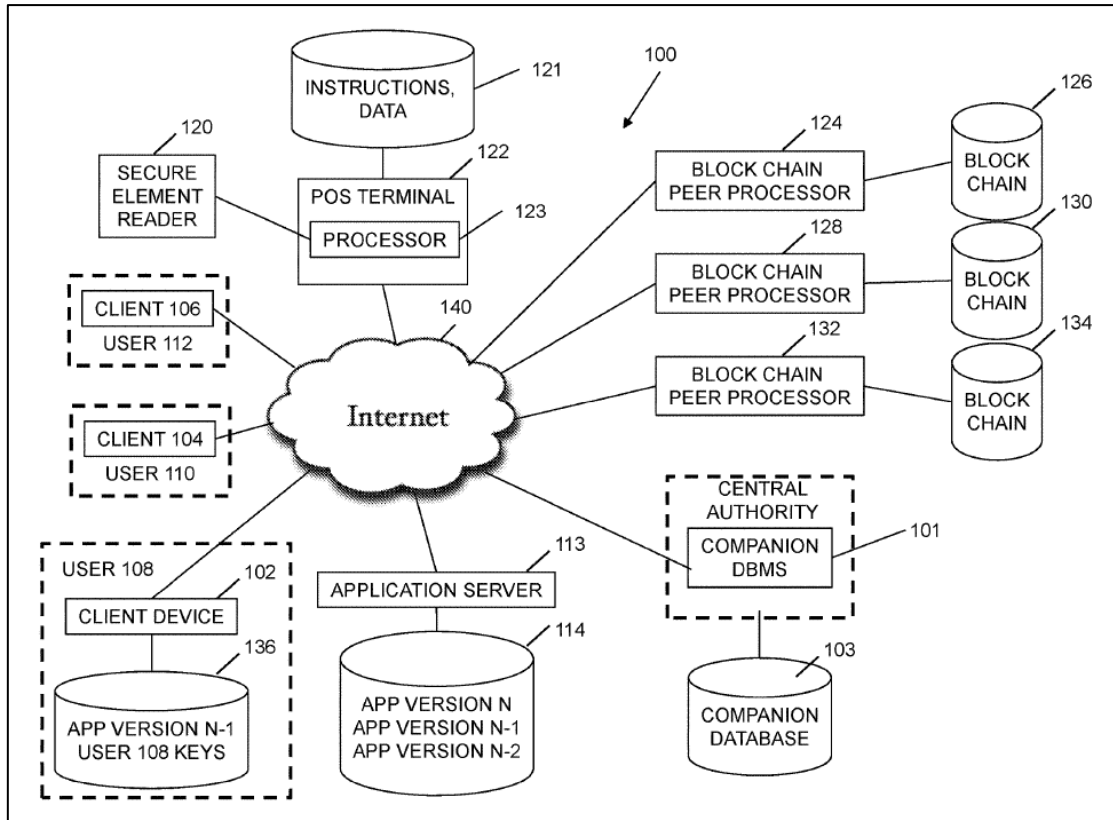 100
121
INSTRUCTIONS,
DATA
120
SECURE
ELEMENT
READER
122
POS TERMINAL
PROCESSOR
123
124
BLOCK CHAIN
PEER PROCESSOR
126
BLOCK
CHAIN
128
BLOCK CHAIN
PEER PROCESSOR
130
BLOCK
CHAIN
132
BLOCK CHAIN
PEER PROCESSOR
134
BLOCK
CHAIN
CLIENT 106
USER 112
140
Internet
CLIENT 104
USER 110
CENTRAL
AUTHORITY
COMPANION
DBMS
101
USER 108
102
CLIENT DEVICE
136
APP VERSION N-1
USER 108 KEYS
113
APPLICATION SERVER
114
APP VERSION N
APP VERSION N-1
APP VERSION N-2
103
COMPANION
DATABASE